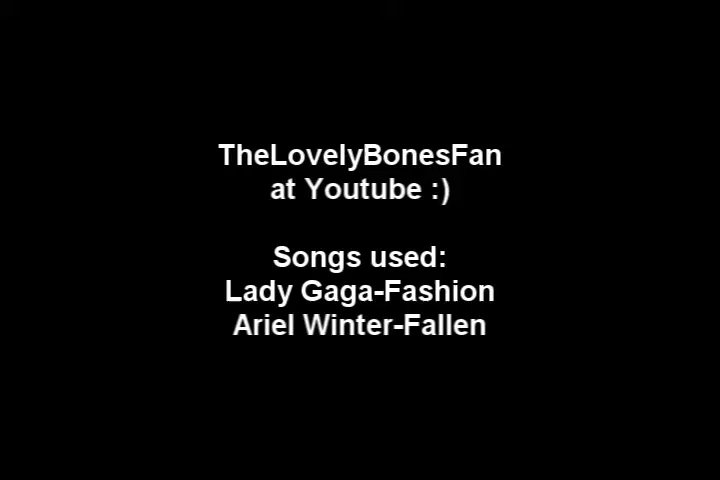 TheLovelyBonesFan
at Youtube :)
Songs used:
Lady Gaga-Fashion
Ariel Winter-Fallen